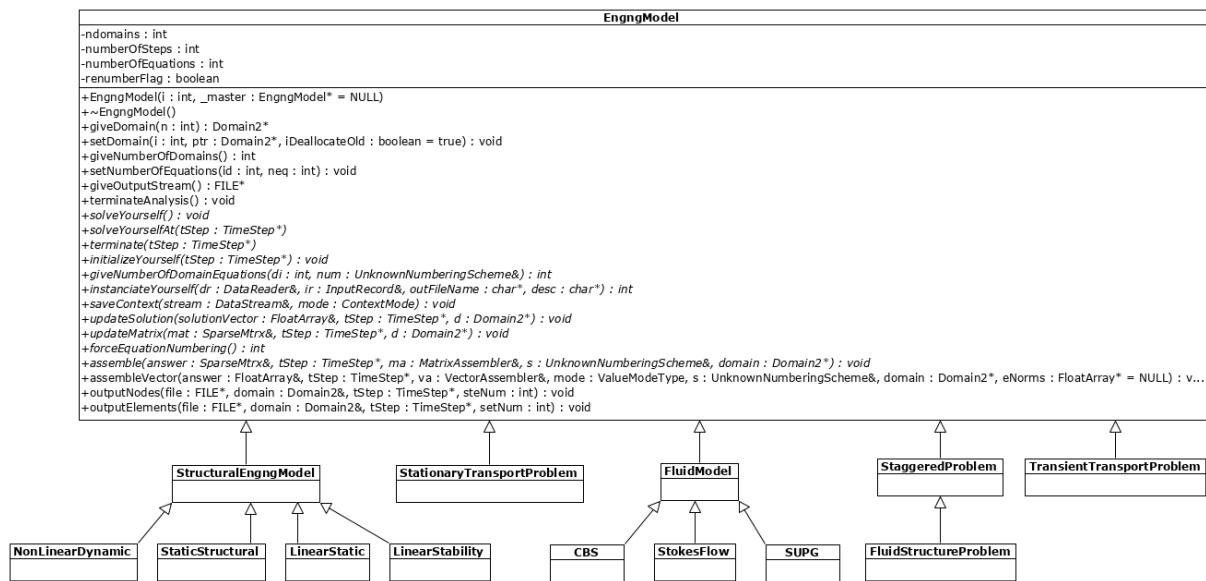 EngngModel
-ndomains : int
-numberOfSteps : int
-numberOfEquations : int
-renumberFlag : boolean
+EngngModel(i : int, _master : EngngModel* = NULL)
+~EngngModel()
+giveDomain(n : int) : Domain2*
+setDomain(i : int, ptr : Domain2*, iDeallocateOld : boolean = true) : void
+giveNumberOfDomains() : int
+setNumberOfEquations(id : int, neq : int) : void
+giveOutputStream() : FILE*
+terminateAnalysis() : void
+solveYourself() : void
+solveYourselfAt(tStep : TimeStep*)
+terminate(tStep : TimeStep*)
+initializeYourself(tStep : TimeStep*) : void
+giveNumberOfDomainEquations(di : int, num : UnknownNumberingScheme&) : int
+instanciateYourself(dr : DataReader&, ir : InputRecord&, outFileName : char*, desc : char*) : int
+saveContext(stream : DataStream&, mode : ContextMode) : void
+updateSolution(solutionVector : FloatArray&, tStep : TimeStep*, d : Domain2*) : void
+updateMatrix(mat : SparseMtrx&, tStep : TimeStep*, d : Domain2*) : void
+forceEquationNumbering() : int
+assemble(answer : SparseMtrx&, tStep : TimeStep*, ma : MatrixAssembler&, s : UnknownNumberingScheme&, domain : Domain2*) : void
+assembleVector(answer : FloatArray&, tStep : TimeStep*, va : VectorAssembler&, mode : ValueModeType, s : UnknownNumberingScheme&, domain : Domain2*, eNorms : FloatArray* = NULL) : v...
+outputNodes(file : FILE*, domain : Domain2&, tStep : TimeStep*, steNum : int) : void
+outputElements(file : FILE*, domain : Domain2&, tStep : TimeStep*, setNum : int) : void
StructuralEngngModel
StationaryTransportProblem
FluidModel
StaggeredProblem
TransientTransportProblem
NonLinearDynamic
StaticStructural
LinearStatic
LinearStability
CBS
StokesFlow
SUPG
FluidStructureProblem